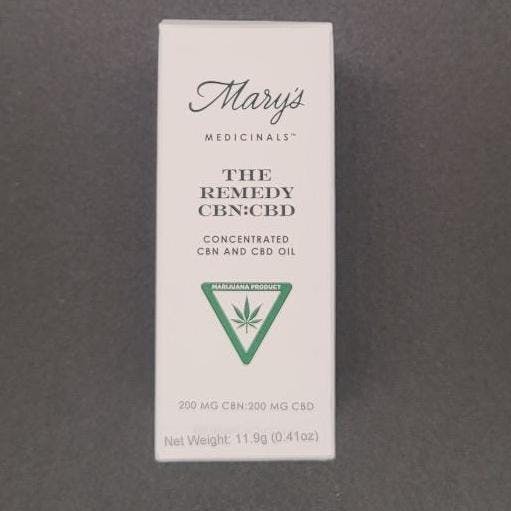 Mary's
MEDICINALS™
THE
REMEDY
CBN:CBD
CONCENTRATED
CBN AND CBD OIL
MARIJUANA PRODUCT
200 MG CBN:200 MG CBD
Net Weight: 11.9g (0.41oz)